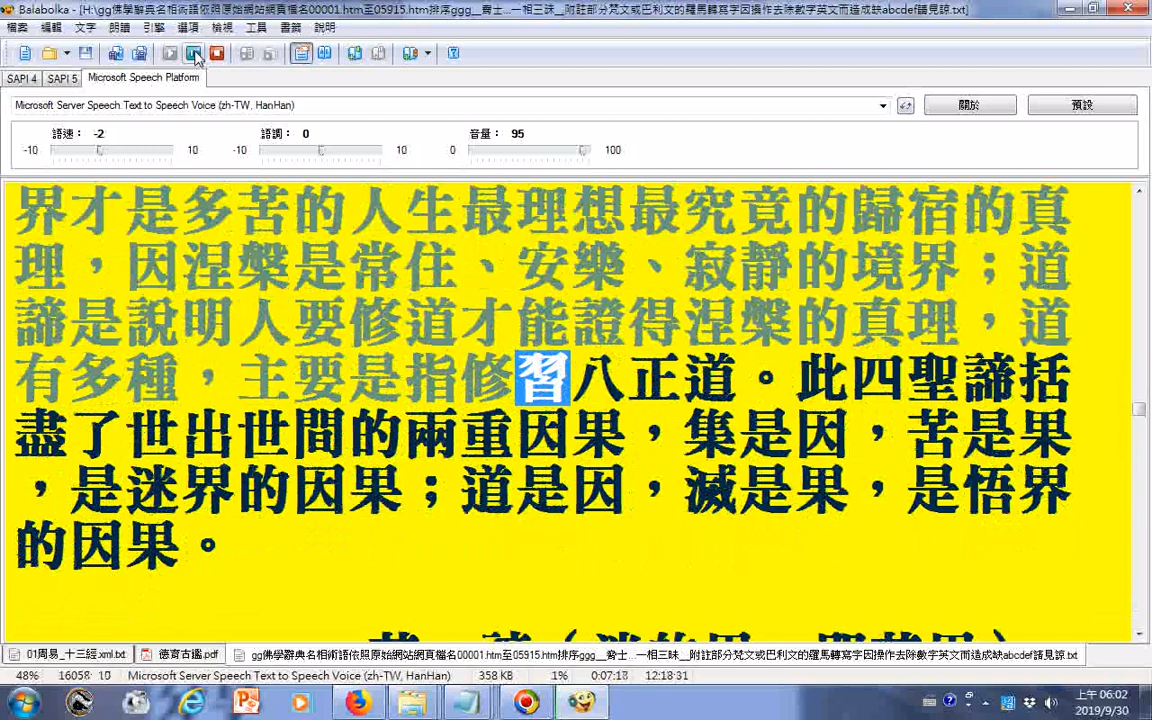 Balabolka - [H:\gg佛學辭典名相術語依照原始網站網頁檔名00001.htm至05915.htm排序ggg__爵士...一相三昧__附註部分梵文或巴利文的羅馬轉寫字因操作去除數字英文而造成缺abcdef請見諒.txt]
檔案 編輯 文字 朗讀 引擎 選項 檢視 工具 書籤 說明
SAPI 4 SAPI 5 Microsoft Speech Platform
Microsoft Server Speech Text to Speech Voice (zh-TW, HanHan) 關於 預設
語速： -2 語調： 0 音量： 95
-10 10 -10 10 0 100
界才是多苦的人生最理想最究竟的歸宿的真
理，因涅槃是常住、安樂、寂靜的境界；道
諦是說明人要修道才能證得涅槃的真理，道
有多種，主要是指修習八正道。此四聖諦括
盡了世出世間的兩重因果，集是因，苦是果
，是迷界的因果；道是因，滅是果，是悟界
的因果。
01周易_十三經.xml.txt 德育古鑑.pdf gg佛學辭典名相術語依照原始網站網頁檔名00001.htm至05915.htm排序ggg__爵士...一相三昧__附註部分梵文或巴利文的羅馬轉寫字因操作去除數字英文而造成缺abcdef請見諒.txt
48% 16058: 10 Microsoft Server Speech Text to Speech Voice (zh-TW, HanHan) 358 KB 1% 0:07:18 12:18:31
上午 06:02
2019/9/30